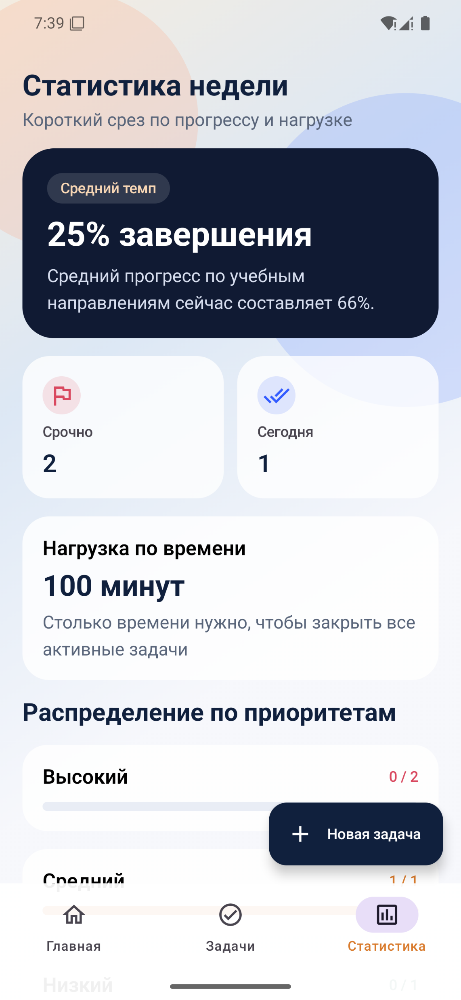 7:39
Статистика недели
Короткий срез по прогрессу и нагрузке
Средний темп
25% завершения
Средний прогресс по учебным
направлениям сейчас составляет 66%.
Срочно
2
Сегодня
1
Нагрузка по времени
100 минут
Столько времени нужно, чтобы закрыть все
активные задачи
Распределение по приоритетам
Высокий
0 / 2
Новая задача
Средний
1 / 1
Главная
Задачи
Статистика
Низкий
0 / 1